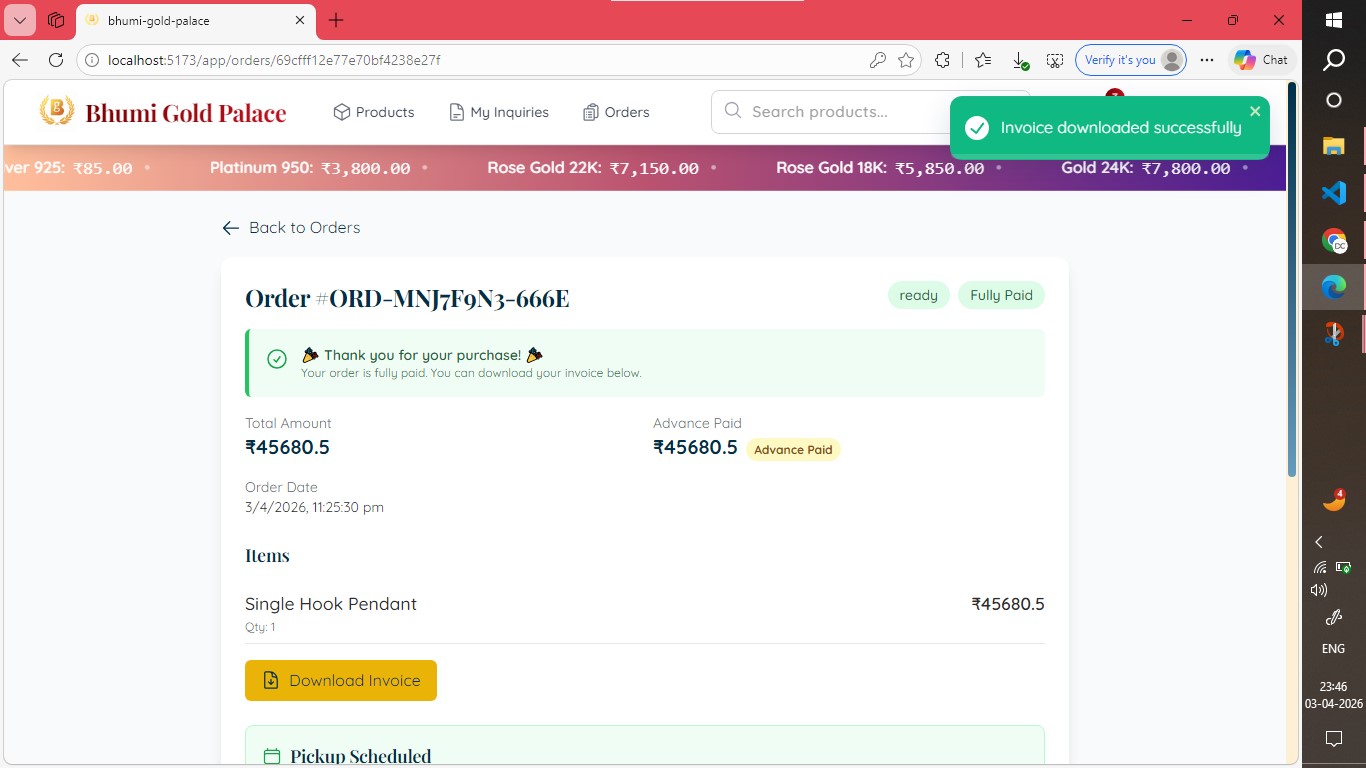 bhumi-gold-palace
localhost:5173/app/orders/69cfff12e77e70bf4238e27f
Verify it's you
Chat
B
Bhumi Gold Palace
Products
My Inquiries
Orders
Search products...
Invoice downloaded successfully
ver 925: ₹85.00 •
Platinum 950: ₹3,800.00 •
Rose Gold 22K: ₹7,150.00 •
Rose Gold 18K: ₹5,850.00 •
Gold 24K: ₹7,800.00 •
Back to Orders
Order #ORD-MNJ7F9N3-666E
ready
Fully Paid
🎉 Thank you for your purchase! 🎉
Your order is fully paid. You can download your invoice below.
Total Amount
₹45680.5
Advance Paid
₹45680.5 Advance Paid
Order Date
3/4/2026, 11:25:30 pm
Items
Single Hook Pendant
₹45680.5
Qty: 1
Download Invoice
Pickup Scheduled
DC
4
ENG
23:46
03-04-2026